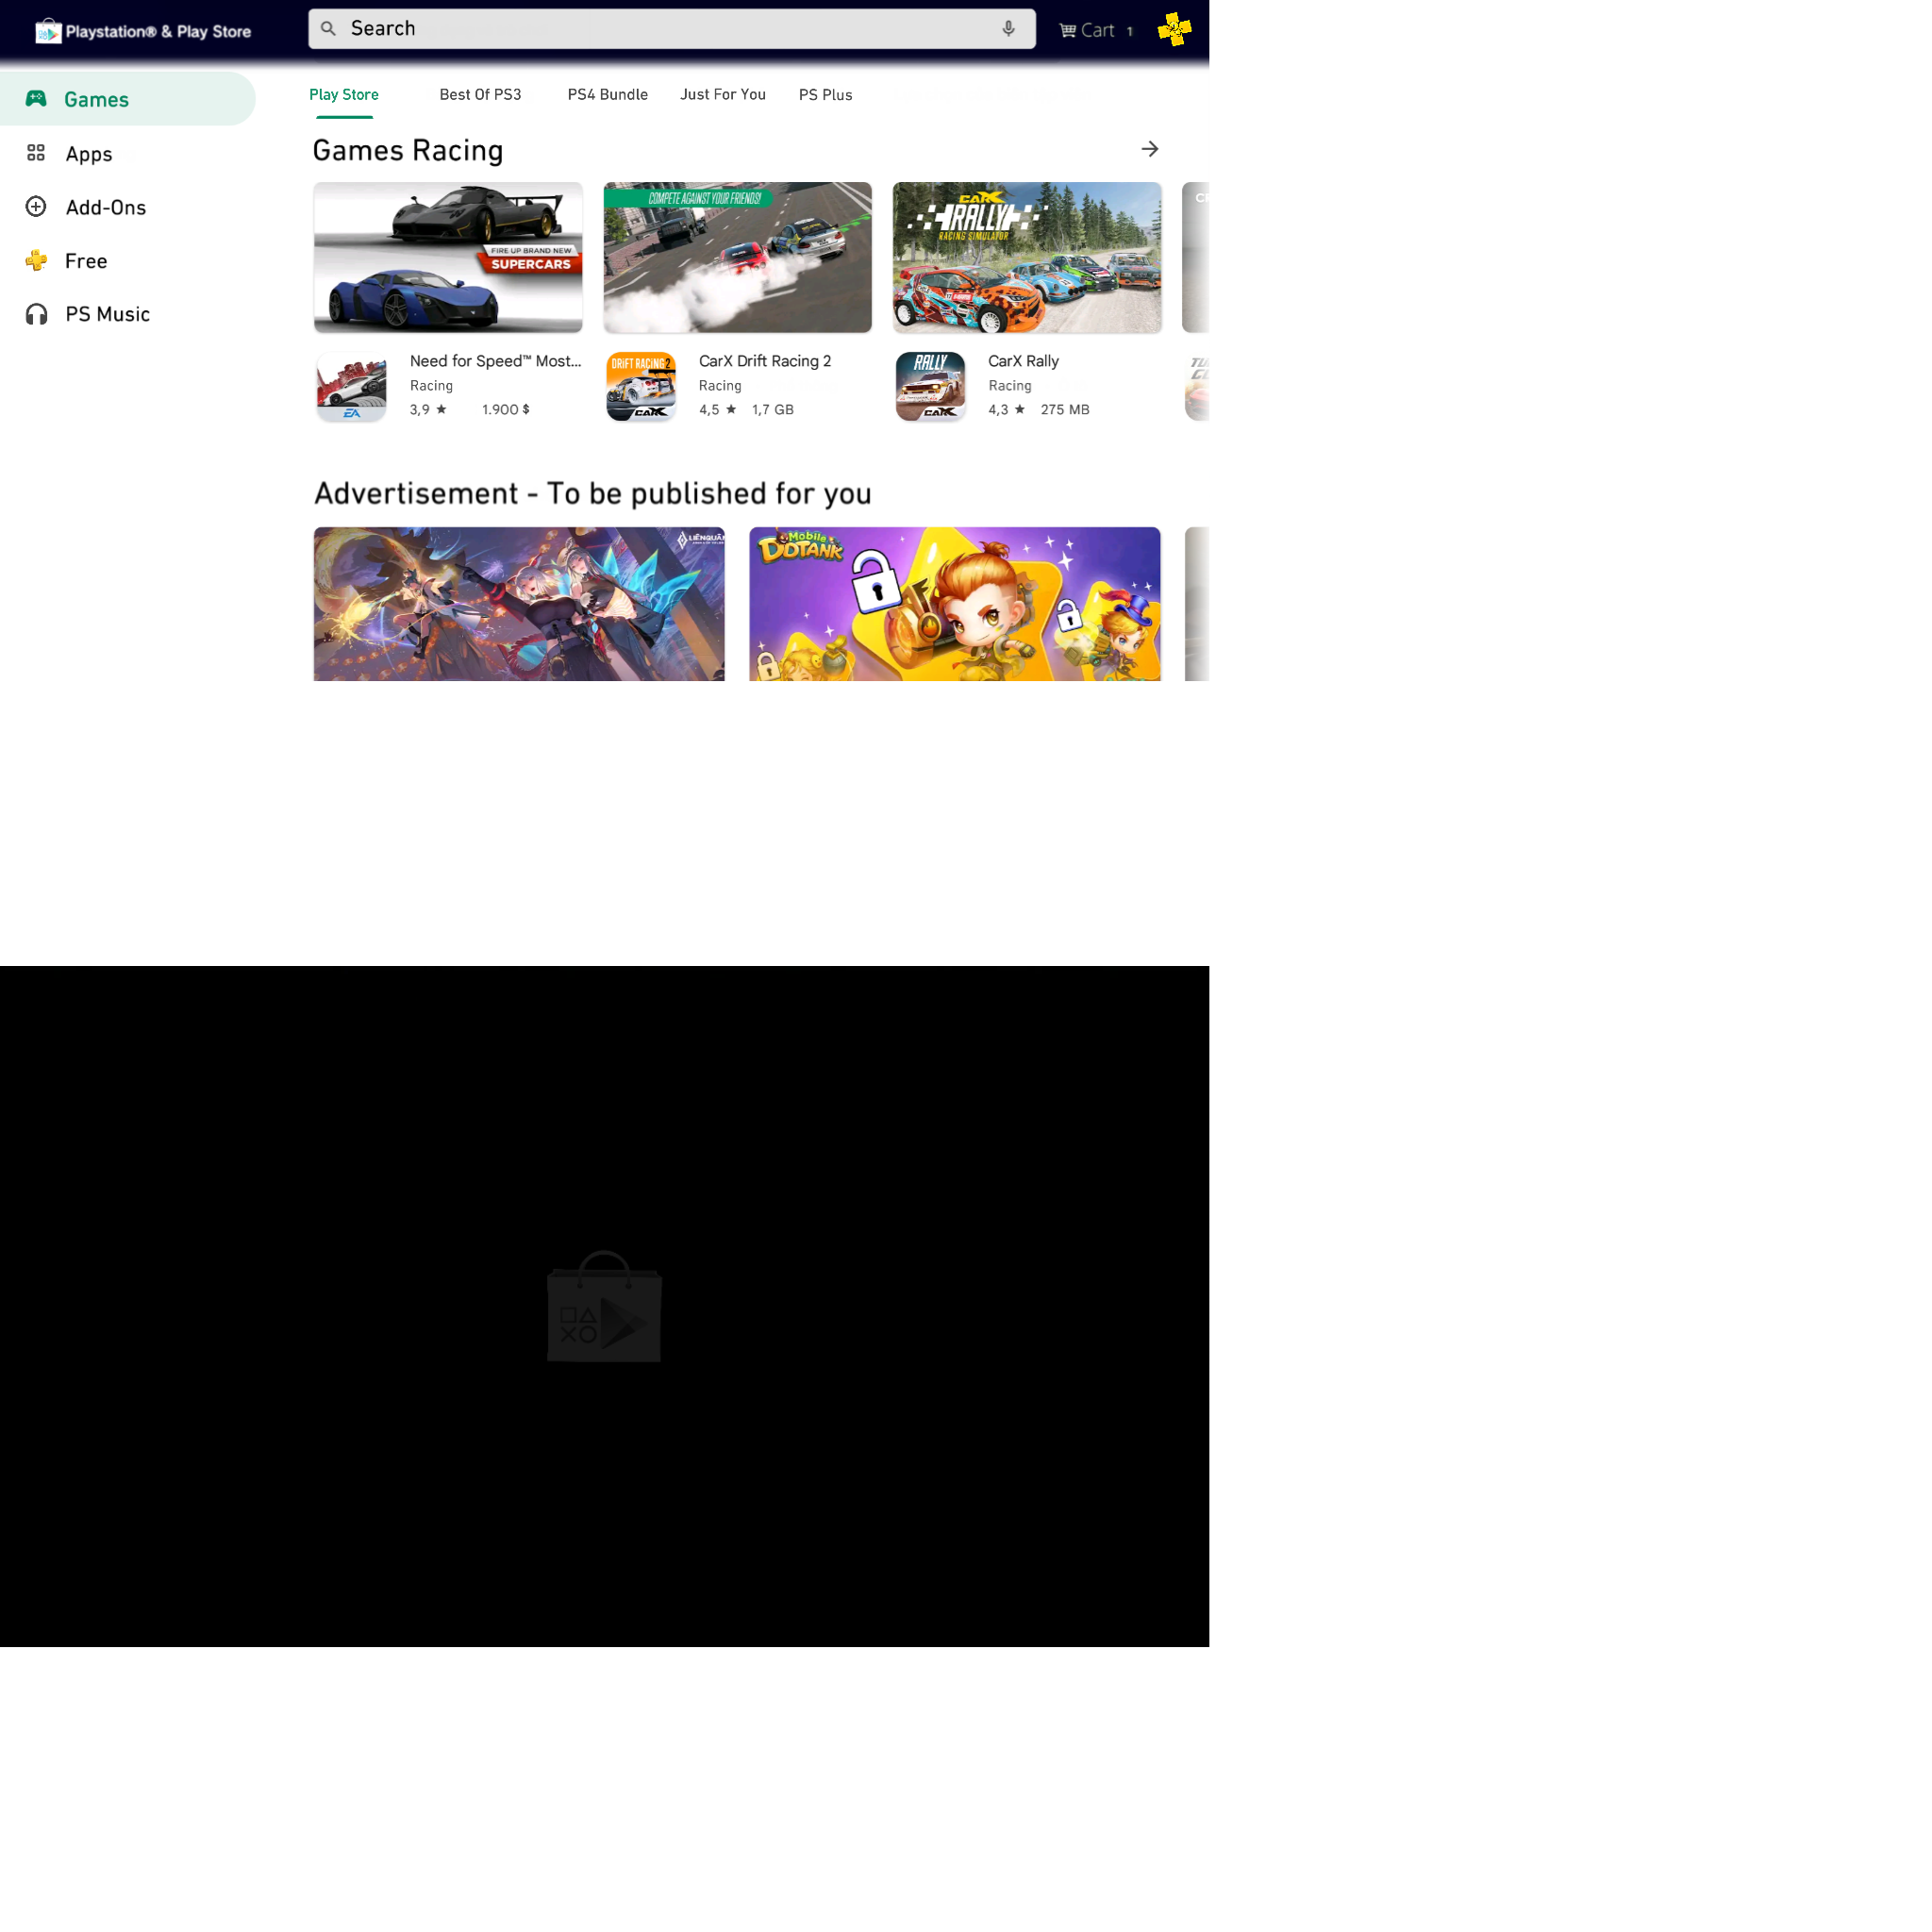 Playstation® & Play Store
Search
Cart 1
Games
Apps
Add-Ons
Free
PS Music
Play Store
Best Of PS3
PS4 Bundle
Just For You
PS Plus
Games Racing
FIRE UP BRAND NEW
SUPERCARS
COMPETE AGAINST YOUR FRIENDS!
CARX
RALLY
RACING SIMULATOR
Need for Speed™ Most...
Racing
3,9 ★ 1.900 $
EA
DRIFT RACING 2
CARX
CarX Drift Racing 2
Racing
4,5 ★ 1,7 GB
RALLY
CARX
CarX Rally
Racing
4,3 ★ 275 MB
Advertisement - To be published for you
LIÊNQUÂN
Mobile
DDTANK